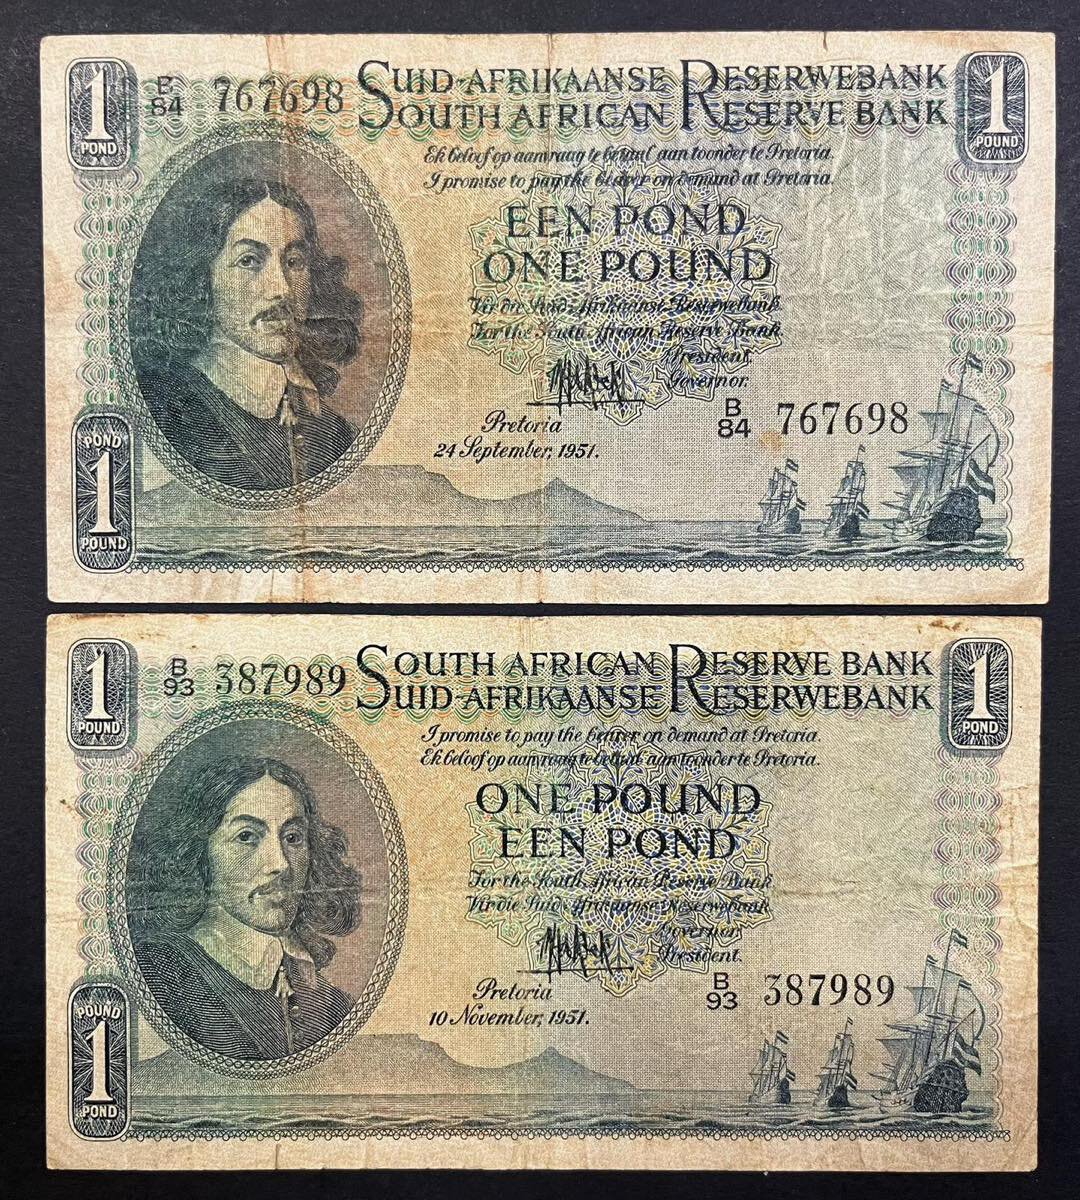 1
POND
B
84
767698
SUID-AFRIKAANSE RESERWEBANK
SOUTH AFRICAN RESERVE BANK
1
POUND
Ek beloof op aanvraag te betaal aan toonder te Pretoria.
I promise to pay the bearer on demand at Pretoria.
EEN POND
ONE POUND
Vir die Suid-Afrikaanse Reserwebank
For the South African Reserve Bank
President.
Governor.
Pretoria
24 September, 1951.
B
84
767698
POND
1
POUND
1
POUND
B
93
387989
SOUTH AFRICAN RESERVE BANK
SUID-AFRIKAANSE RESERWEBANK
1
POND
I promise to pay the bearer on demand at Pretoria.
Ek beloof op aanvraag te betaal aan toonder te Pretoria.
ONE POUND
EEN POND
For the South African Reserve Bank
Vir die Suid-Afrikaanse Reserwebank
Governor.
President.
Pretoria
10 November, 1951.
B
93
387989
POUND
1
POND